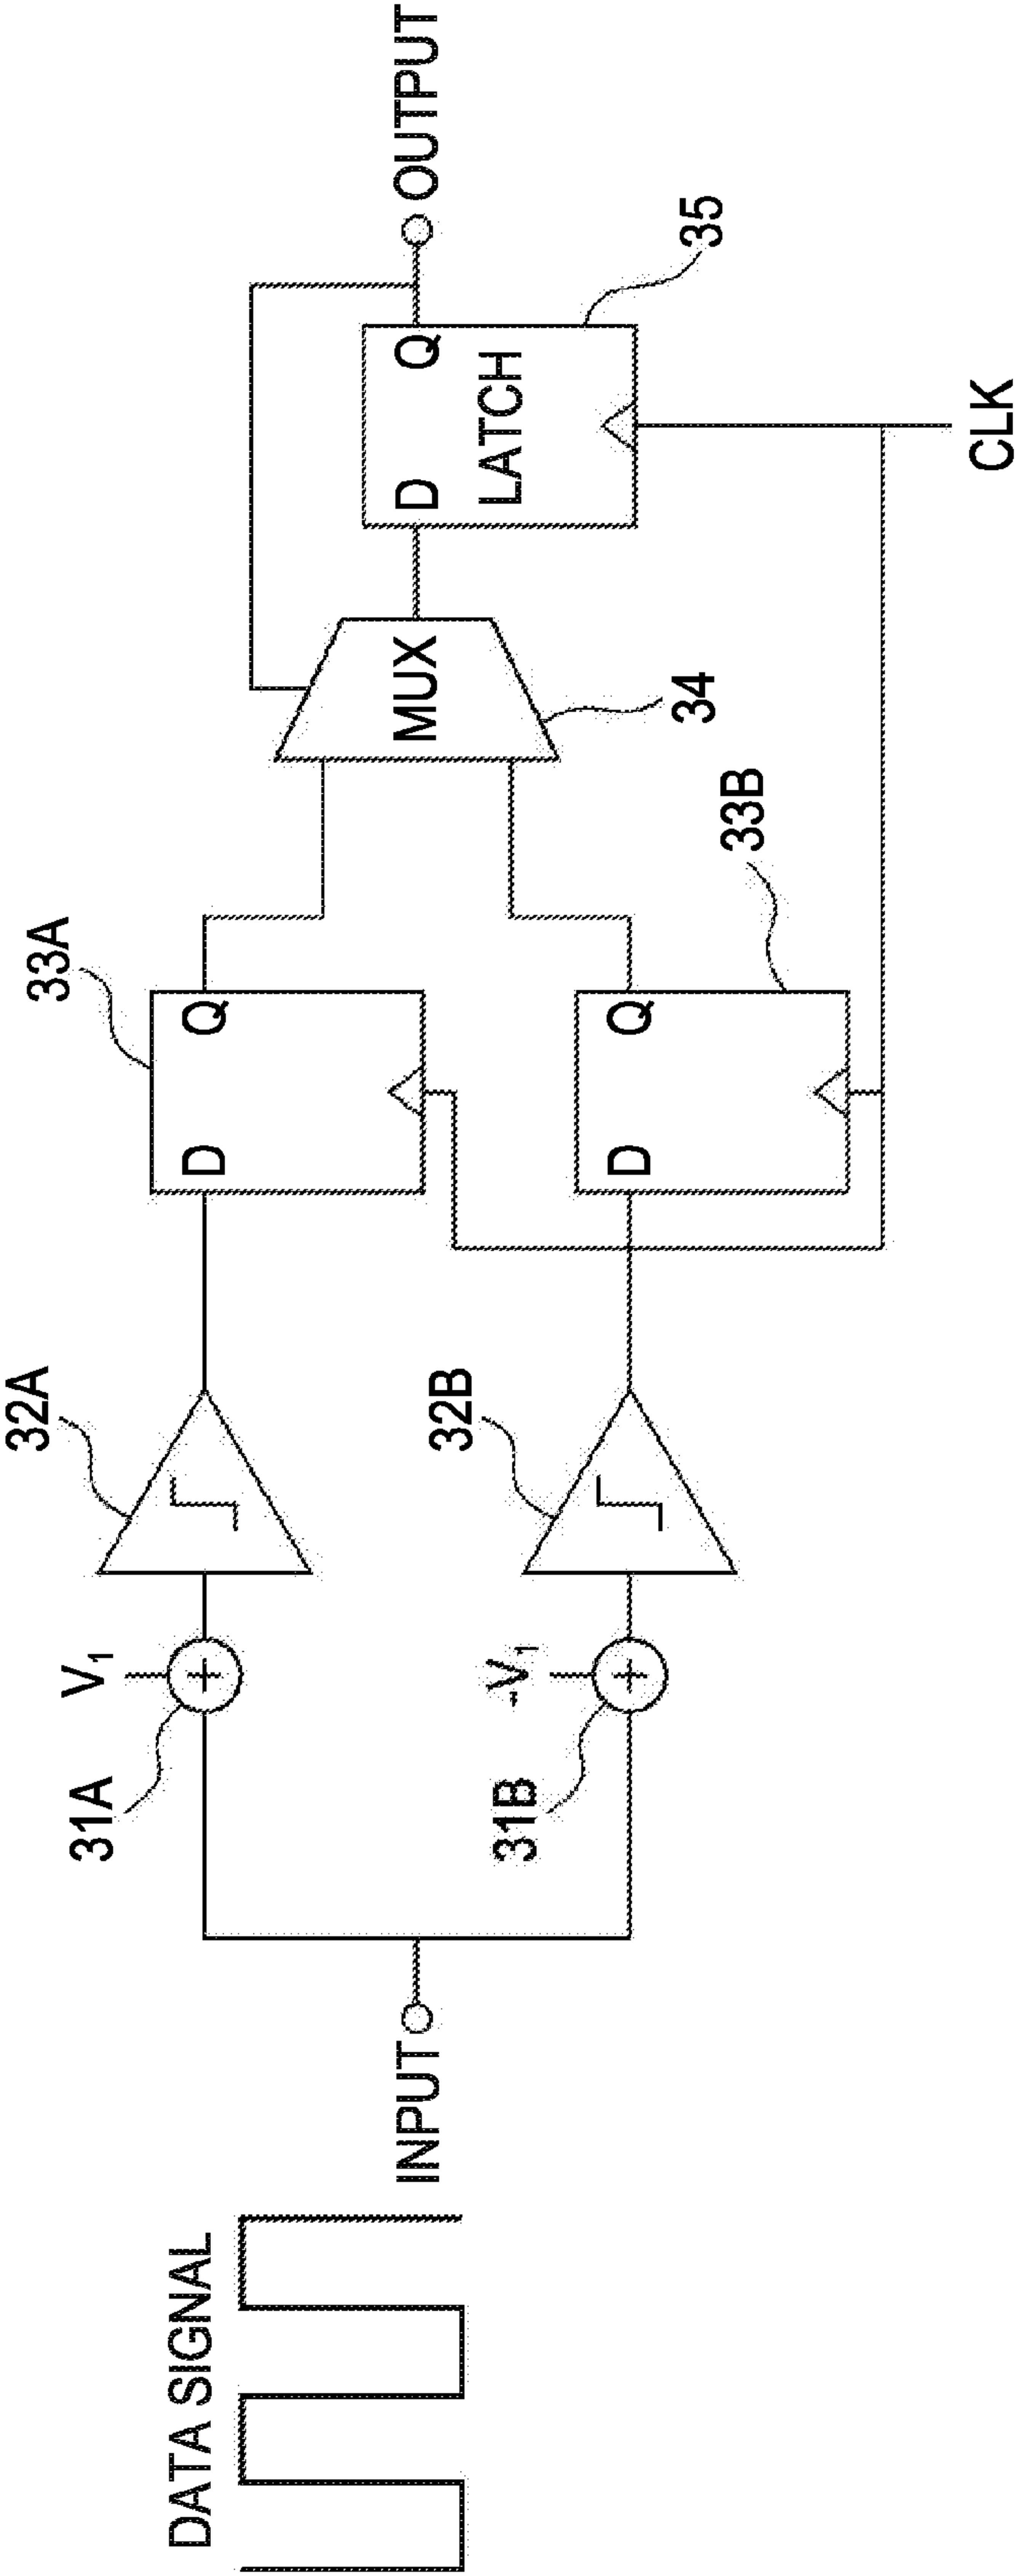 DATA SIGNAL
INPUT
31A
V1
32A
33A
D Q
31B
-V1
32B
33B
D Q
MUX
34
D Q
LATCH
35
OUTPUT
CLK